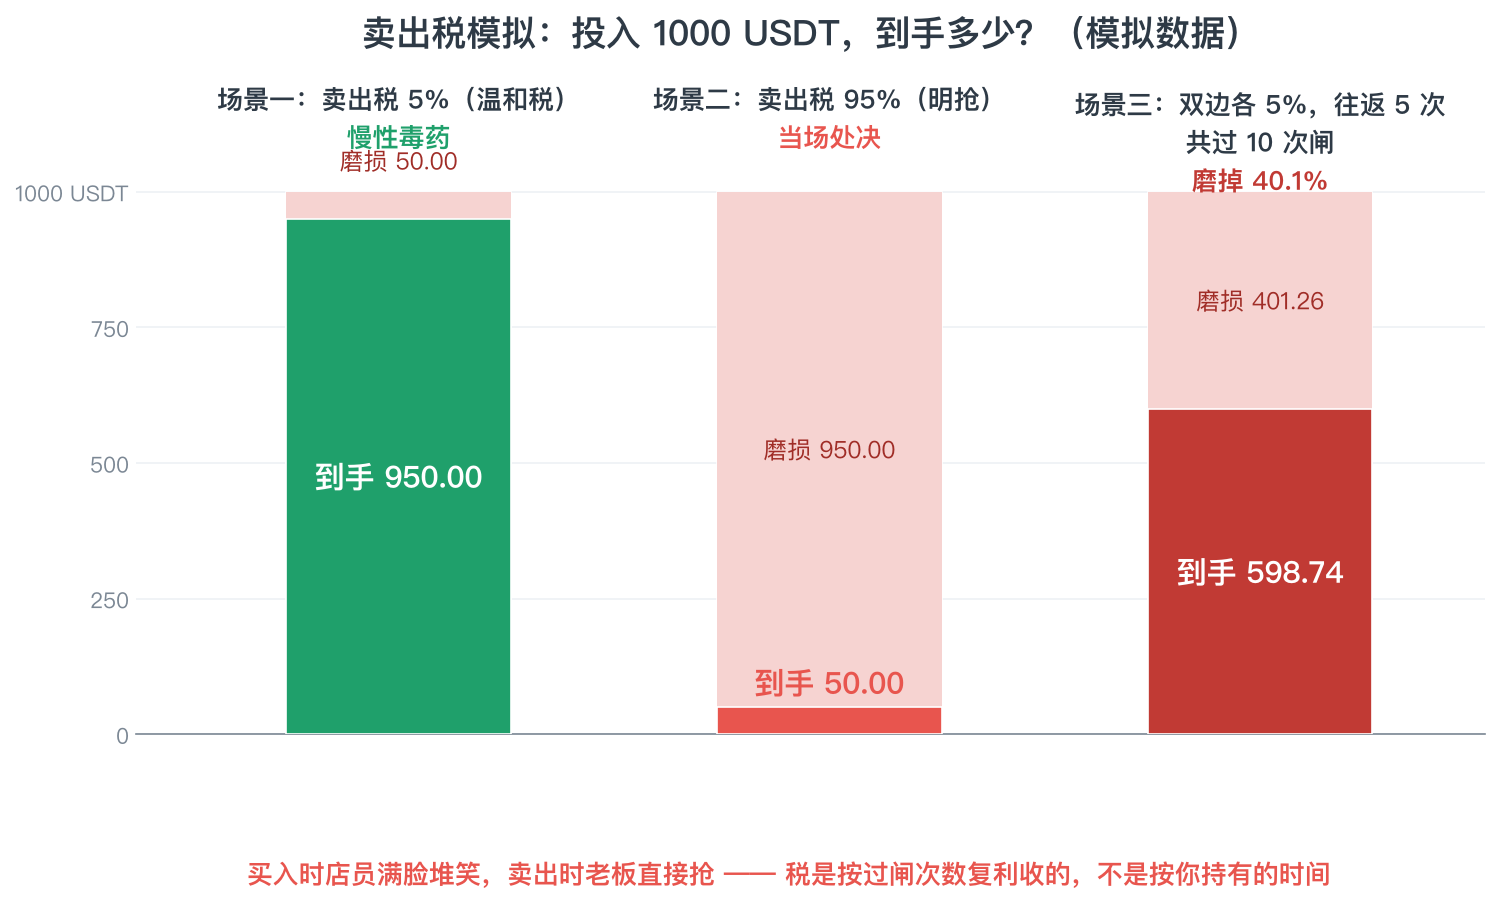 卖出税模拟：投入 1000 USDT，到手多少？（模拟数据）
场景一：卖出税 5%（温和税）
慢性毒药
磨损 50.00
场景二：卖出税 95%（明抢）
当场处决
场景三：双边各 5%，往返 5 次
共过 10 次闸
磨掉 40.1%
1000 USDT
750
500
250
0
到手 950.00
磨损 950.00
到手 50.00
磨损 401.26
到手 598.74
买入时店员满脸堆笑，卖出时老板直接抢 —— 税是按过闸次数复利收的，不是按你持有的时间